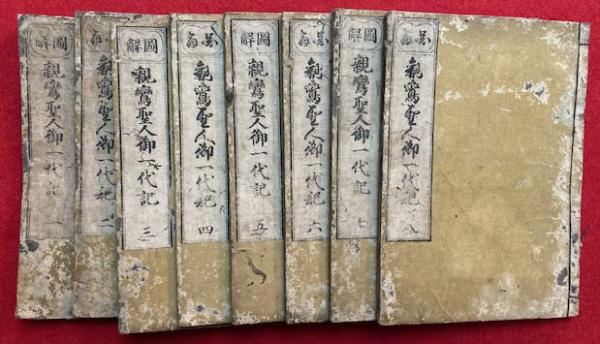 圖解
親鸞聖人御一代記 一
親鸞聖人御一代記 二
圖解
親鸞聖人御一代記 三
親鸞聖人御一代記 四
圖解
親鸞聖人御一代記 五
親鸞聖人御一代記 六
圖解
親鸞聖人御一代記 七
親鸞聖人御一代記 八